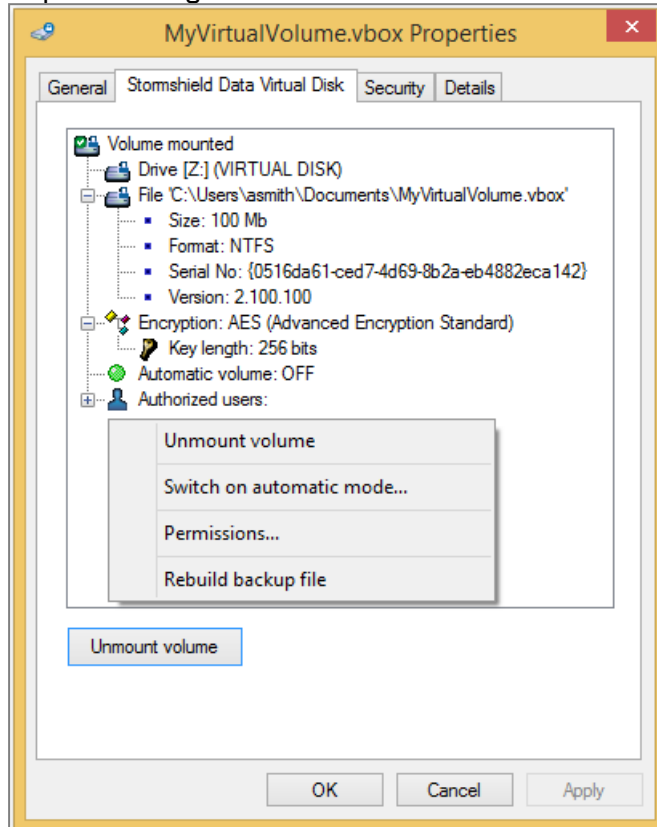 MyVirtualVolume.vbox Properties
General Stormshield Data Virtual Disk Security Details
Volume mounted
Drive [Z:] (VIRTUAL DISK)
File 'C:\Users\asmith\Documents\MyVirtualVolume.vbox'
Size: 100 Mb
Format: NTFS
Serial No: {0516da61-ced7-4d69-8b2a-eb4882eca142}
Version: 2.100.100
Encryption: AES (Advanced Encryption Standard)
Key length: 256 bits
Automatic volume: OFF
Authorized users:
Unmount volume
Switch on automatic mode...
Permissions...
Rebuild backup file
Unmount volume
OK Cancel Apply